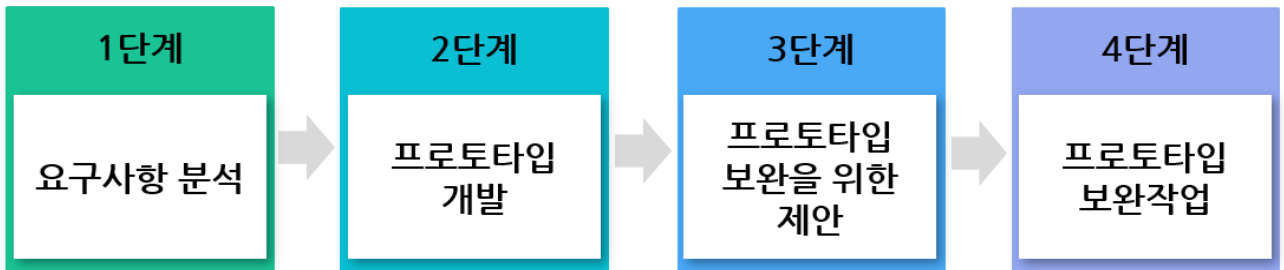 1단계
요구사항 분석
2단계
프로토타입
개발
3단계
프로토타입
보완을 위한
제안
4단계
프로토타입
보완작업